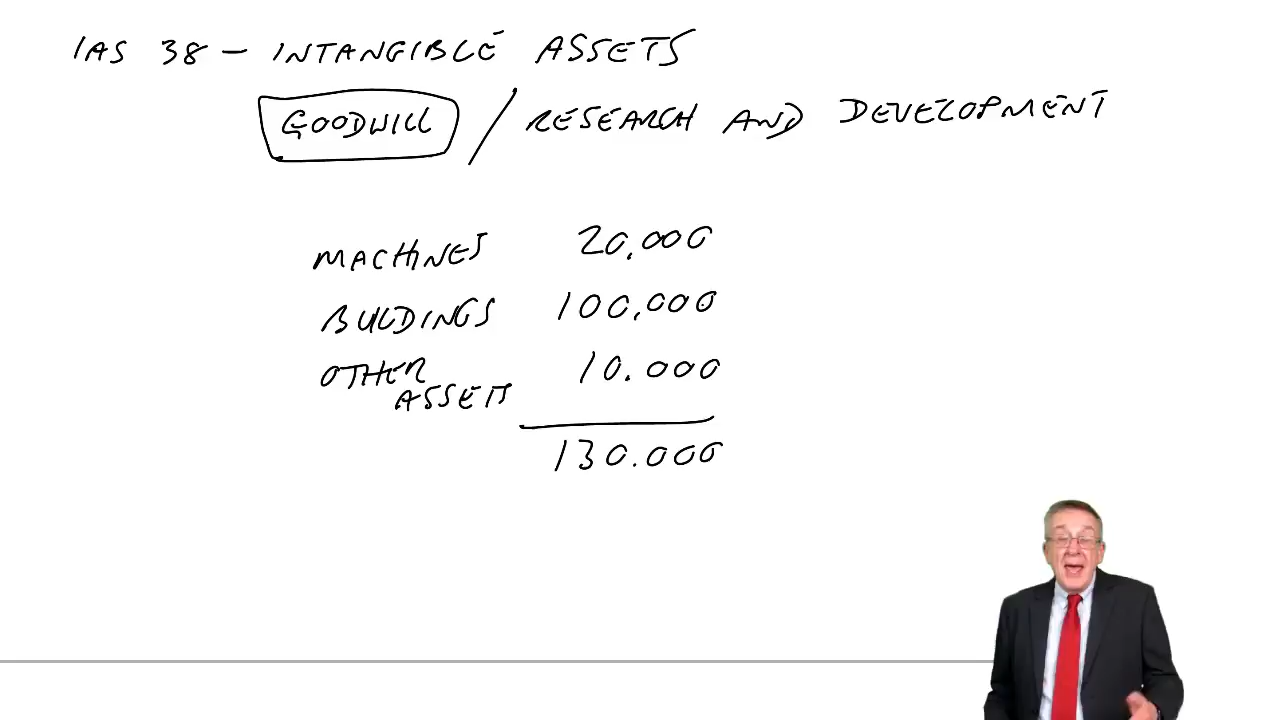 IAS 38 – INTANGIBLE ASSETS
GOODWILL / RESEARCH AND DEVELOPMENT
MACHINES 20,000
BUILDINGS 100,000
OTHER 10.000
ASSETS
130.000